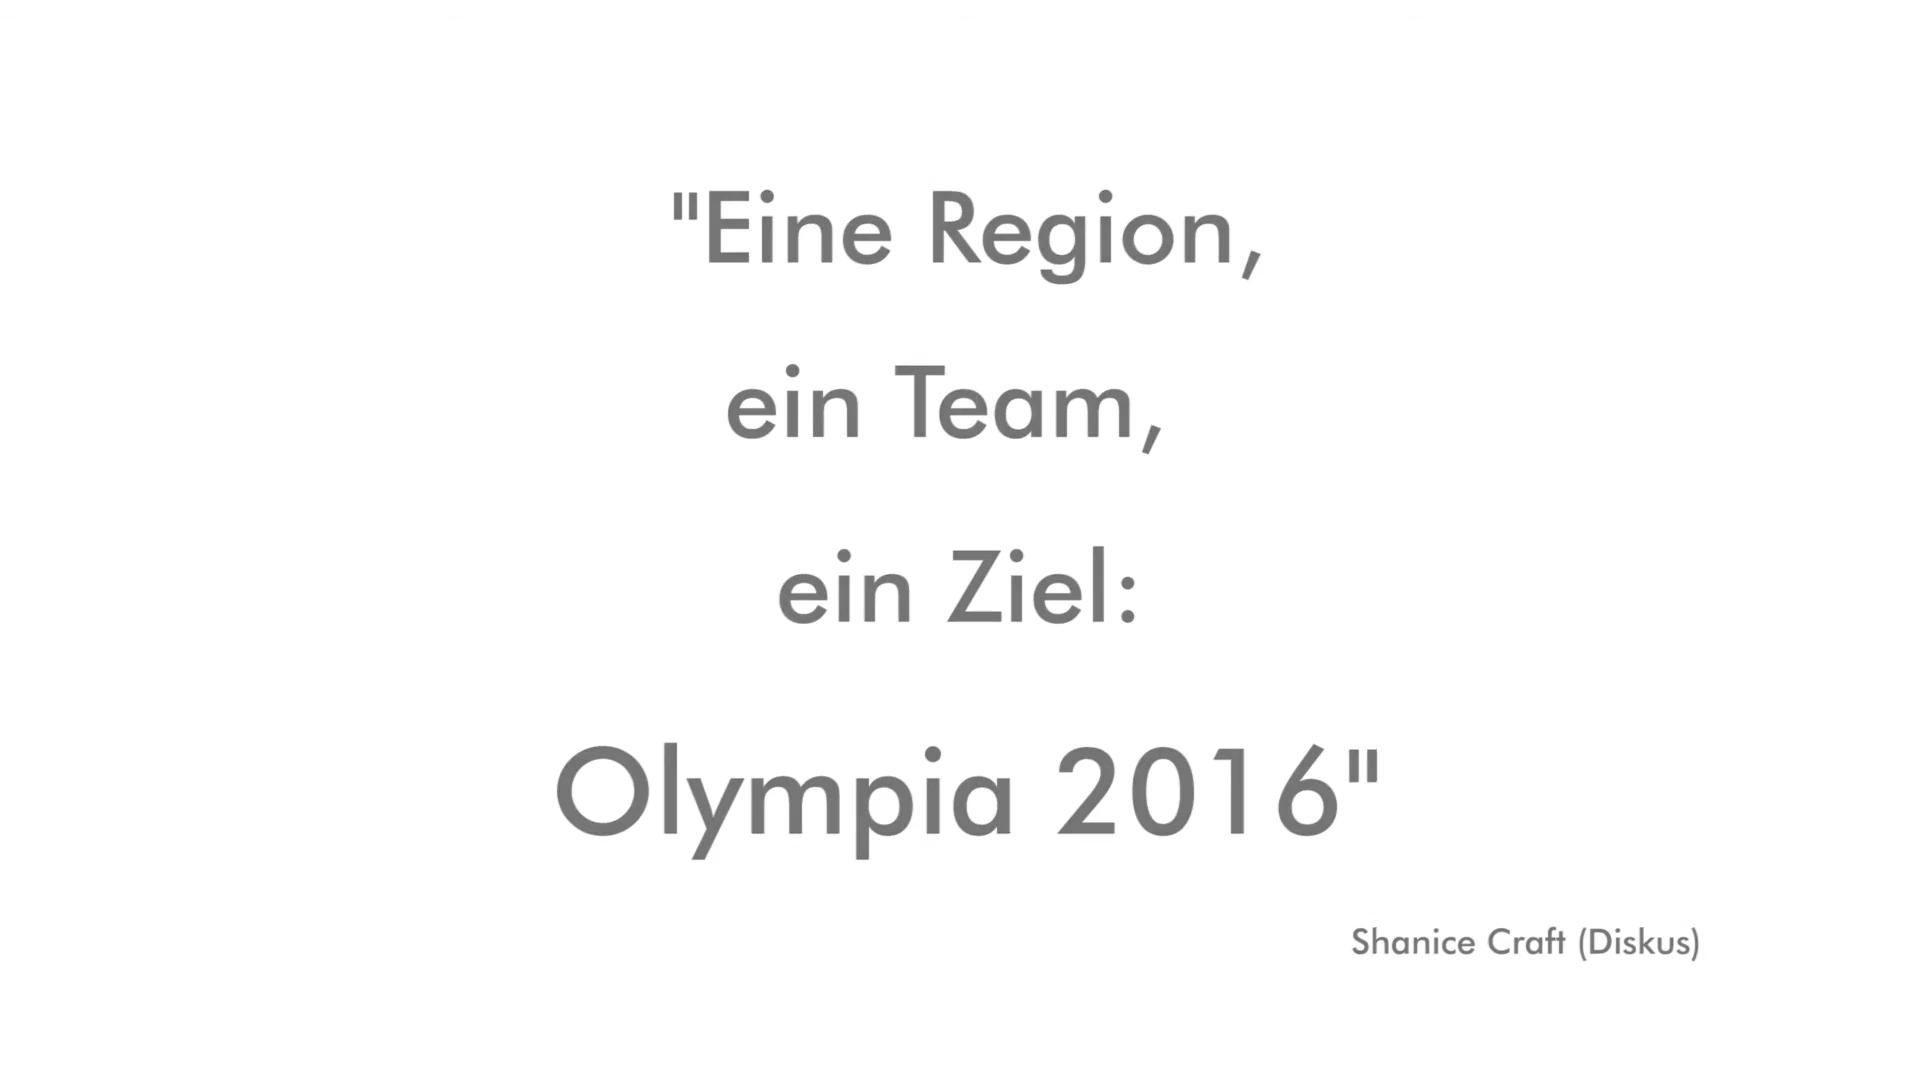 "Eine Region,
ein Team,
ein Ziel:
Olympia 2016"
Shanice Craft (Diskus)